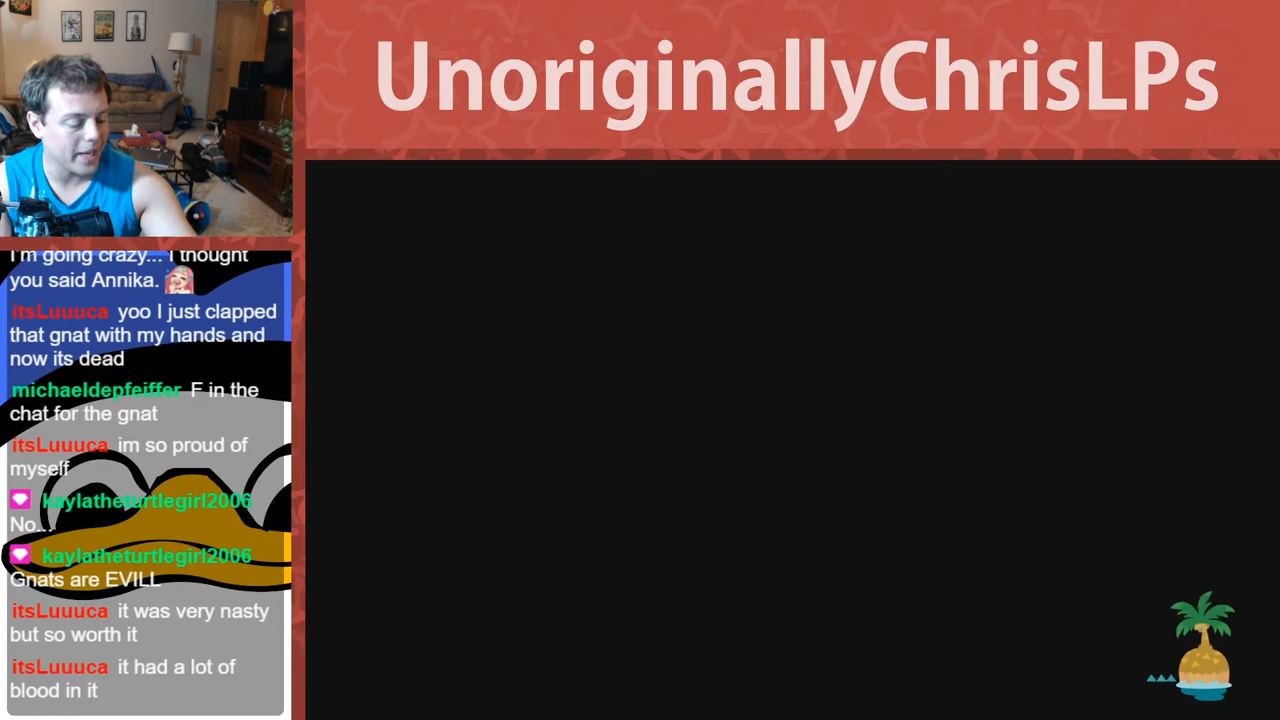 UnoriginallyChrisLPs
I'm going crazy... I thought
you said Annika.
itsLuuuca yoo I just clapped
that gnat with my hands and
now its dead
michaeldepfeiffer F in the
chat for the gnat
itsLuuuca im so proud of
myself
kaylatheturtlegirl2006
No...
kaylatheturtlegirl2006
Gnats are EVILL
itsLuuuca it was very nasty
but so worth it
itsLuuuca it had a lot of
blood in it